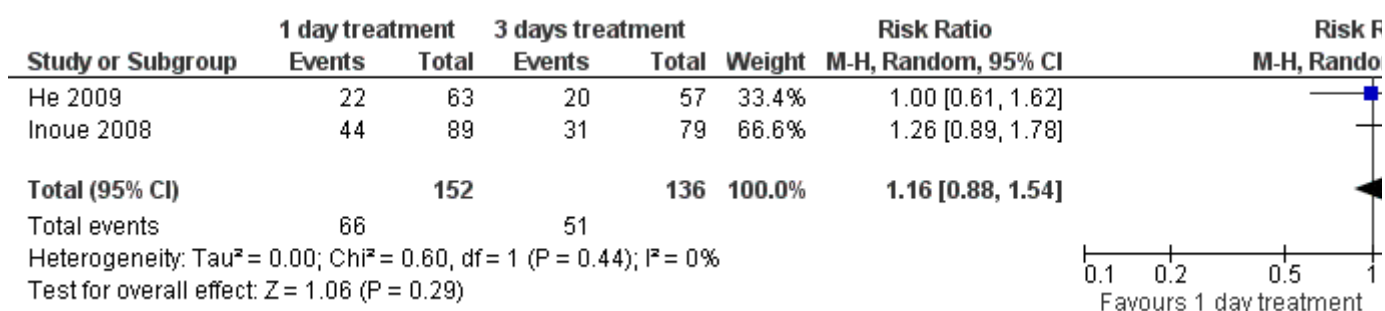 1 day treatment 3 days treatment Risk Ratio Risk R
Study or Subgroup Events Total Events Total Weight M-H, Random, 95% CI M-H, Rando
He 2009 22 63 20 57 33.4% 1.00 [0.61, 1.62]
Inoue 2008 44 89 31 79 66.6% 1.26 [0.89, 1.78]
Total (95% CI) 152 136 100.0% 1.16 [0.88, 1.54]
Total events 66 51
Heterogeneity: Tau² = 0.00; Chi² = 0.60, df = 1 (P = 0.44); I² = 0%
Test for overall effect: Z = 1.06 (P = 0.29)
0.1 0.2 0.5 1
Favours 1 day treatment